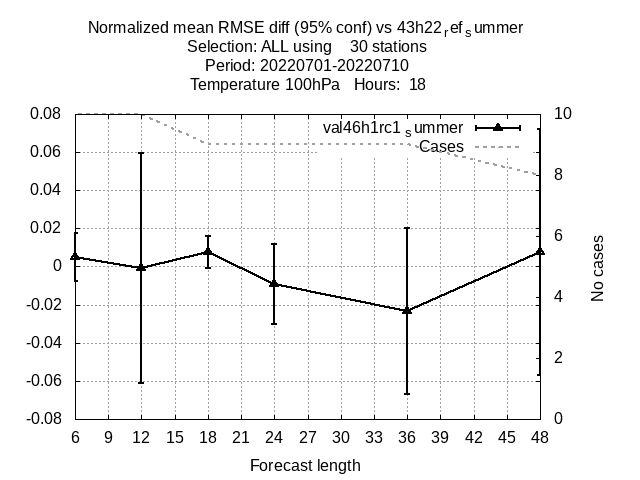 Normalized mean RMSE diff (95% conf) vs 43h22ref summer
Selection: ALL using    30 stations
Period: 20220701-20220710
Temperature 100hPa   Hours:  18
0.08
0.06
0.04
0.02
0
-0.02
-0.04
-0.06
-0.08
10
8
6
4
2
0
val46h1rc1summer
Cases
No cases
6 9 12 15 18 21 24 27 30 33 36 39 42 45 48
Forecast length